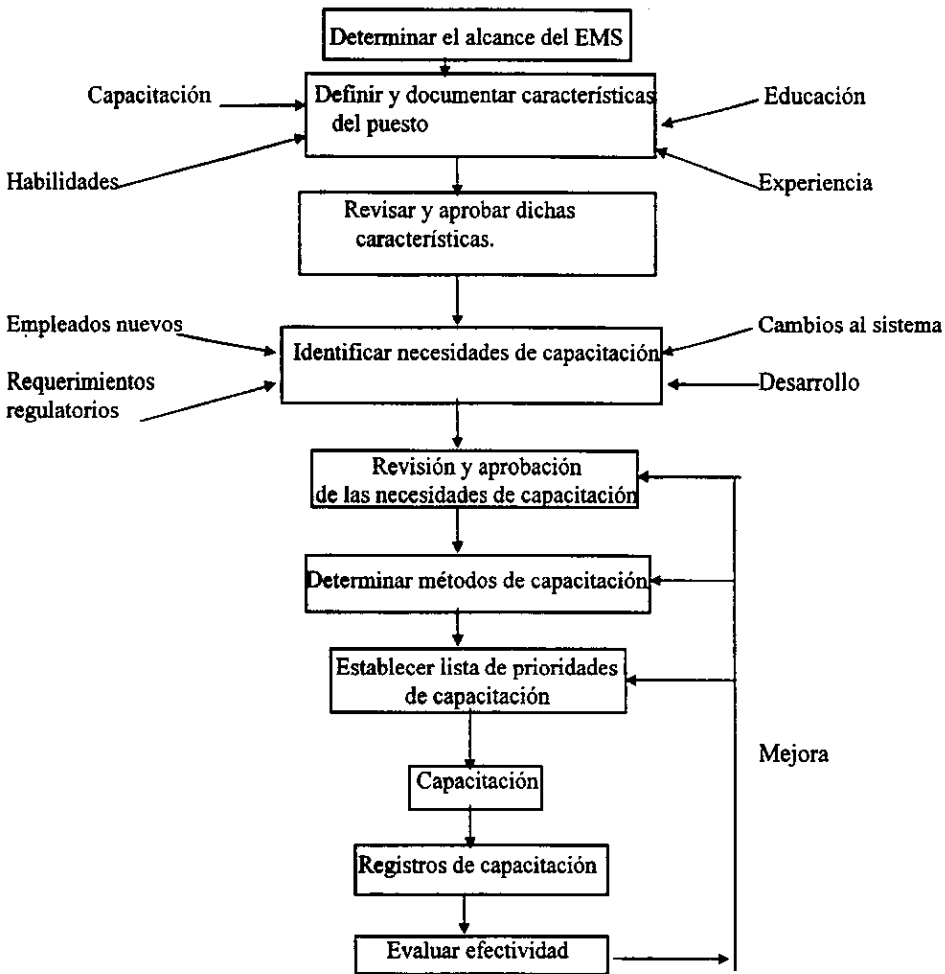 Determinar el alcance del EMS
Capacitación
Definir y documentar características
del puesto
Educación
Habilidades
Experiencia
Revisar y aprobar dichas
características.
Empleados nuevos
Cambios al sistema
Identificar necesidades de capacitación
Requerimientos
regulatorios
Desarrollo
Revisión y aprobación
de las necesidades de capacitación
Determinar métodos de capacitación
Establecer lista de prioridades
de capacitación
Mejora
Capacitación
Registros de capacitación
Evaluar efectividad